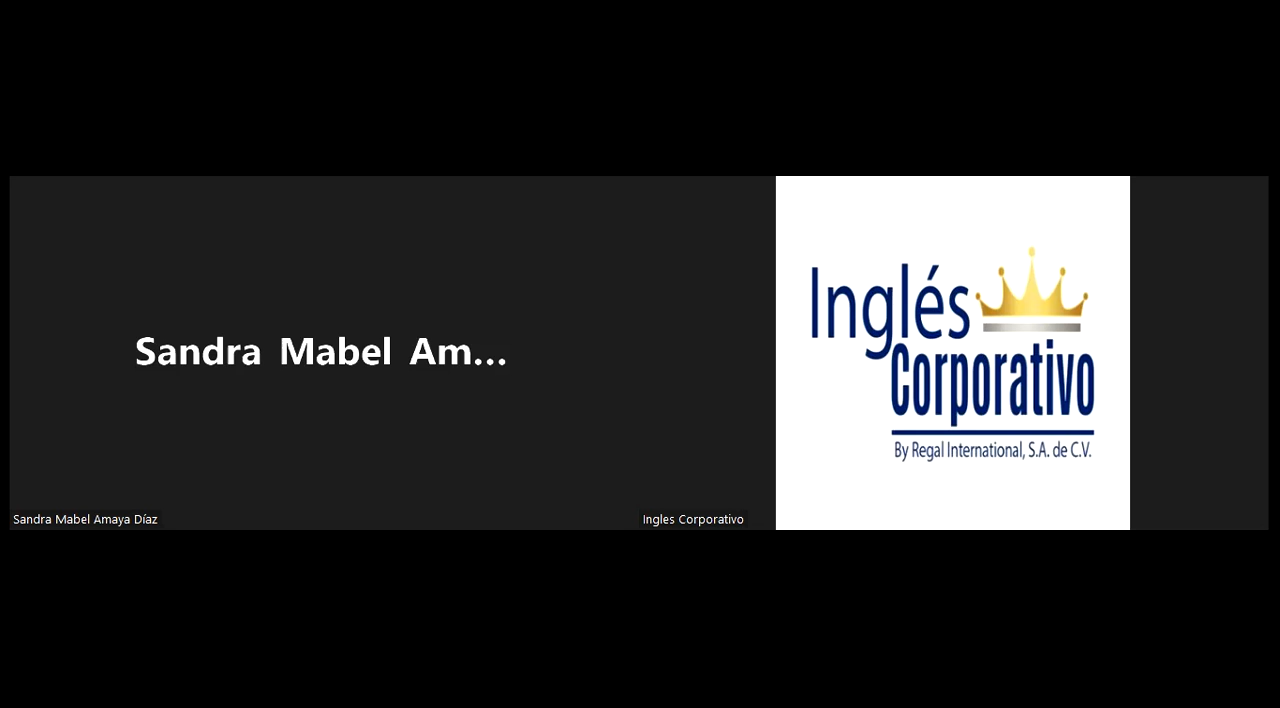 Sandra Mabel Am...
Sandra Mabel Amaya Díaz
Inglés
Corporativo
By Regal International, S.A. de C.V.
Ingles Corporativo